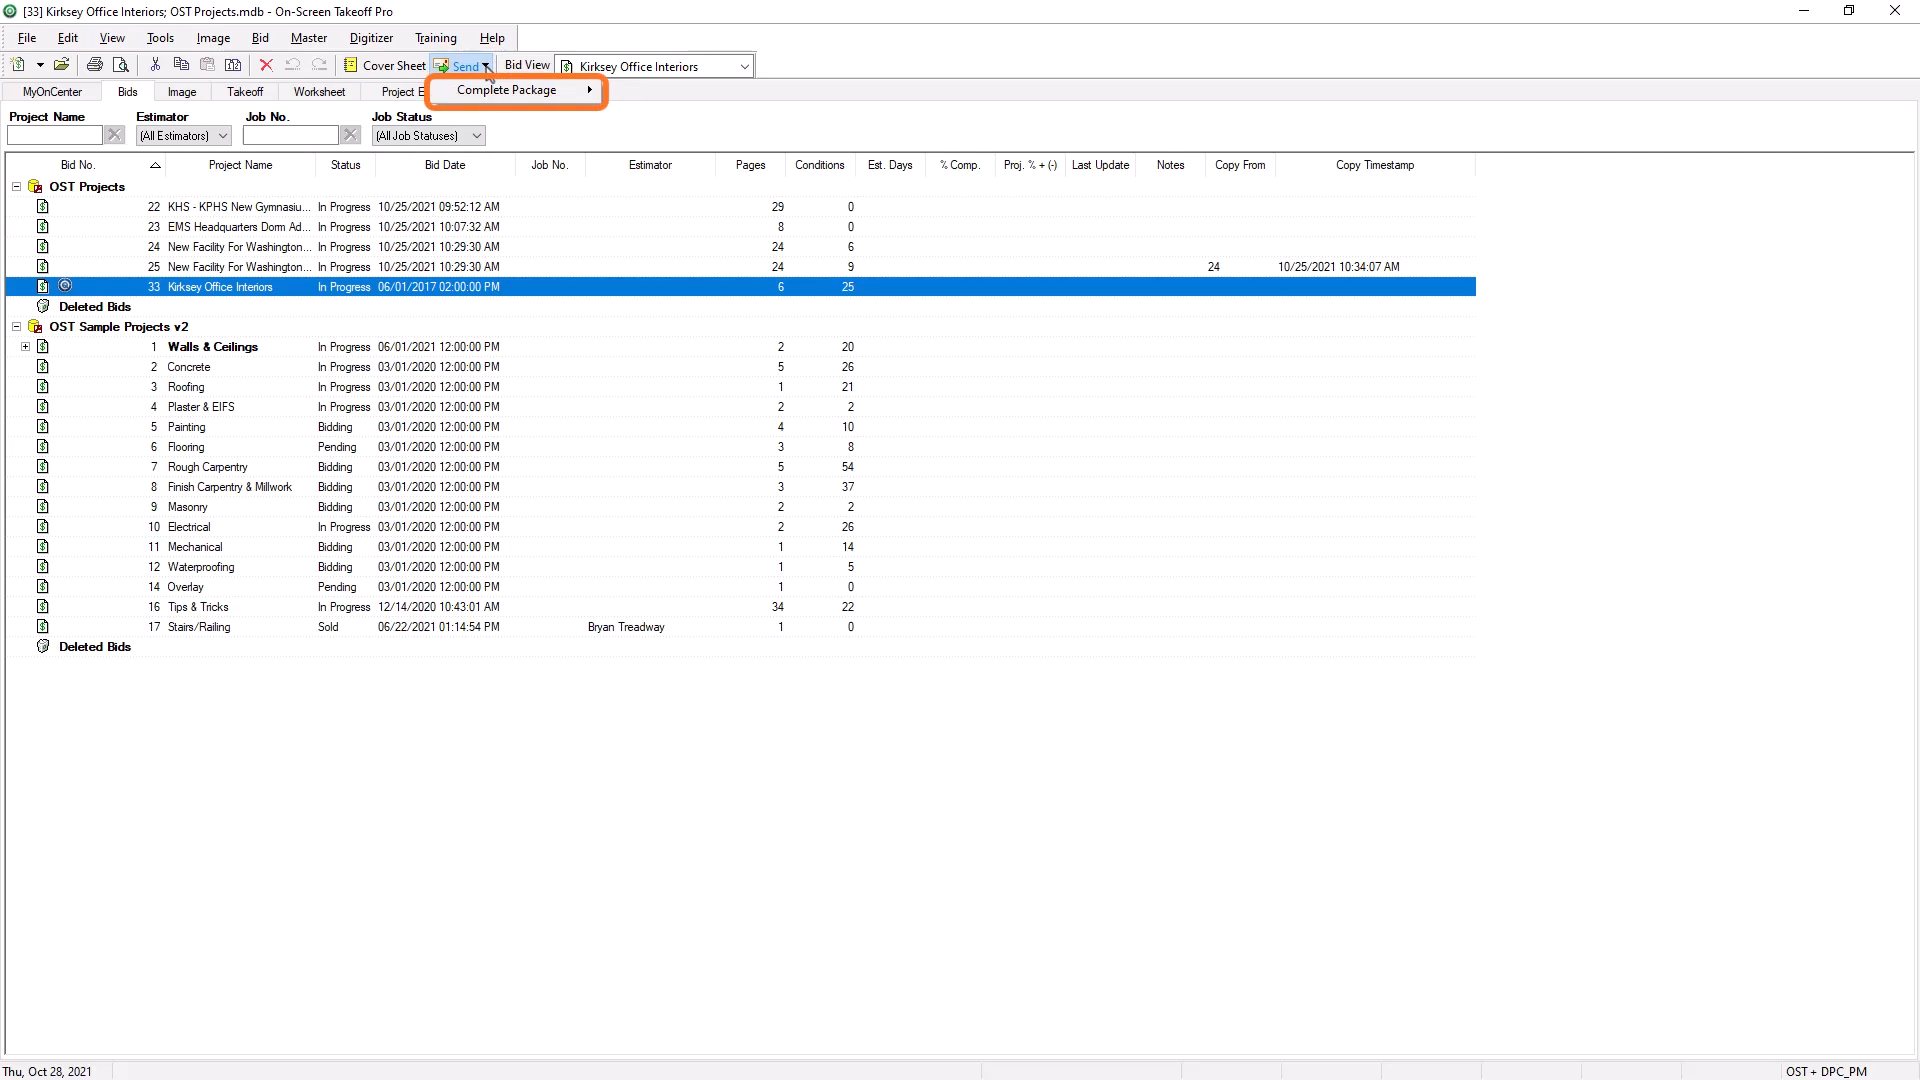 [33] Kirksey Office Interiors; OST Projects.mdb - On-Screen Takeoff Pro
File Edit View Tools Image Bid Master Digitizer Training Help
Cover Sheet Send Bid View Kirksey Office Interiors
MyOnCenter Bids Image Takeoff Worksheet Project E Complete Package
Project Name Estimator Job No. Job Status
(All Estimators) (All Job Statuses)
Bid No. Project Name Status Bid Date Job No. Estimator Pages Conditions Est. Days % Comp. Proj. % + (-) Last Update Notes Copy From Copy Timestamp
OST Projects
22 KHS - KPHS New Gymnasiu... In Progress 10/25/2021 09:52:12 AM 29 0
23 EMS Headquarters Dorm Ad... In Progress 10/25/2021 10:07:32 AM 8 0
24 New Facility For Washington... In Progress 10/25/2021 10:29:30 AM 24 6
25 New Facility For Washington... In Progress 10/25/2021 10:29:30 AM 24 9 24 10/25/2021 10:34:07 AM
33 Kirksey Office Interiors In Progress 06/01/2017 02:00:00 PM 6 25
Deleted Bids
OST Sample Projects v2
1 Walls & Ceilings In Progress 06/01/2021 12:00:00 PM 2 20
2 Concrete In Progress 03/01/2020 12:00:00 PM 5 26
3 Roofing In Progress 03/01/2020 12:00:00 PM 1 21
4 Plaster & EIFS In Progress 03/01/2020 12:00:00 PM 2 2
5 Painting Bidding 03/01/2020 12:00:00 PM 4 10
6 Flooring Pending 03/01/2020 12:00:00 PM 3 8
7 Rough Carpentry Bidding 03/01/2020 12:00:00 PM 5 54
8 Finish Carpentry & Millwork Bidding 03/01/2020 12:00:00 PM 3 37
9 Masonry Bidding 03/01/2020 12:00:00 PM 2 2
10 Electrical In Progress 03/01/2020 12:00:00 PM 2 26
11 Mechanical Bidding 03/01/2020 12:00:00 PM 1 14
12 Waterproofing Bidding 03/01/2020 12:00:00 PM 1 5
14 Overlay Pending 03/01/2020 12:00:00 PM 1 0
16 Tips & Tricks In Progress 12/14/2020 10:43:01 AM 34 22
17 Stairs/Railing Sold 06/22/2021 01:14:54 PM Bryan Treadway 1 0
Deleted Bids
Thu, Oct 28, 2021 OST + DPC_PM